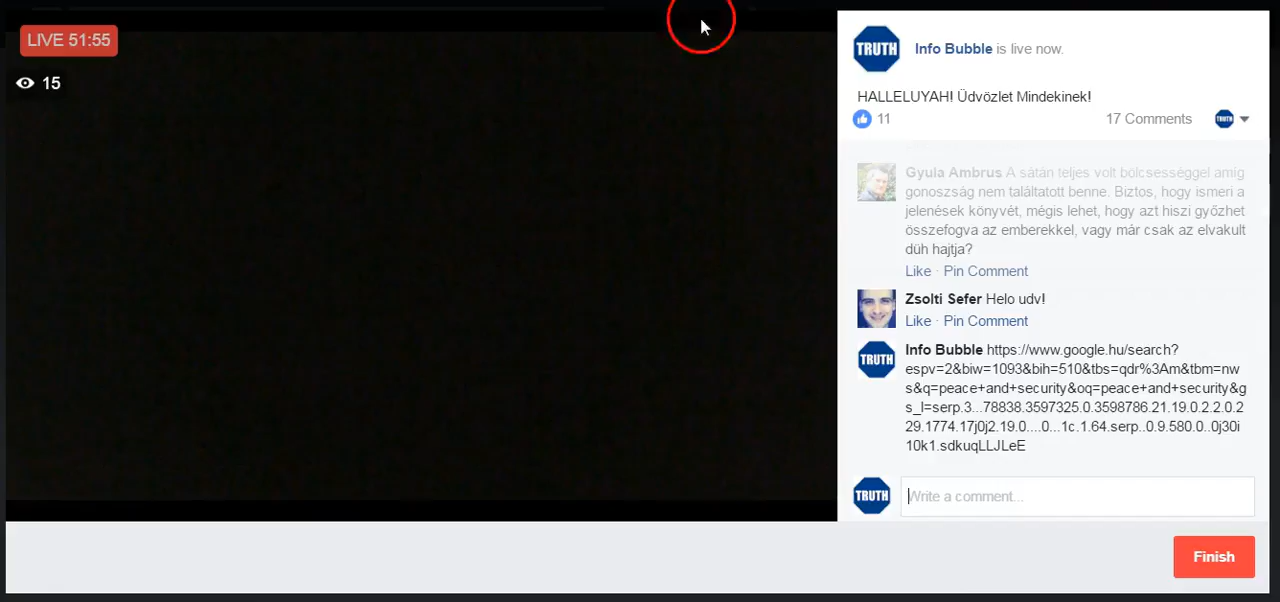 LIVE 51:55
15
TRUTH
Info Bubble is live now.
HALLELUYAH! Üdvözlet Mindekinek!
11
17 Comments
TRUTH
Gyula Ambrus A sátán teljes volt bölcsességgel amíg
gonoszság nem találtatott benne. Biztos, hogy ismeri a
jelenések könyvét, mégis lehet, hogy azt hiszi győzhet
összefogva az emberekkel, vagy már csak az elvakult
düh hajtja?
Like · Pin Comment
Zsolti Sefer Helo udv!
Like · Pin Comment
TRUTH
Info Bubble https://www.google.hu/search?
espv=2&biw=1093&bih=510&tbs=qdr%3Am&tbm=nw
s&q=peace+and+security&oq=peace+and+security&g
s_l=serp.3...78838.3597325.0.3598786.21.19.0.2.2.0.2
29.1774.17j0j2.19.0....0...1c.1.64.serp..0.9.580.0..0j30i
10k1.sdkuqLLJLeE
TRUTH
Write a comment...
Finish